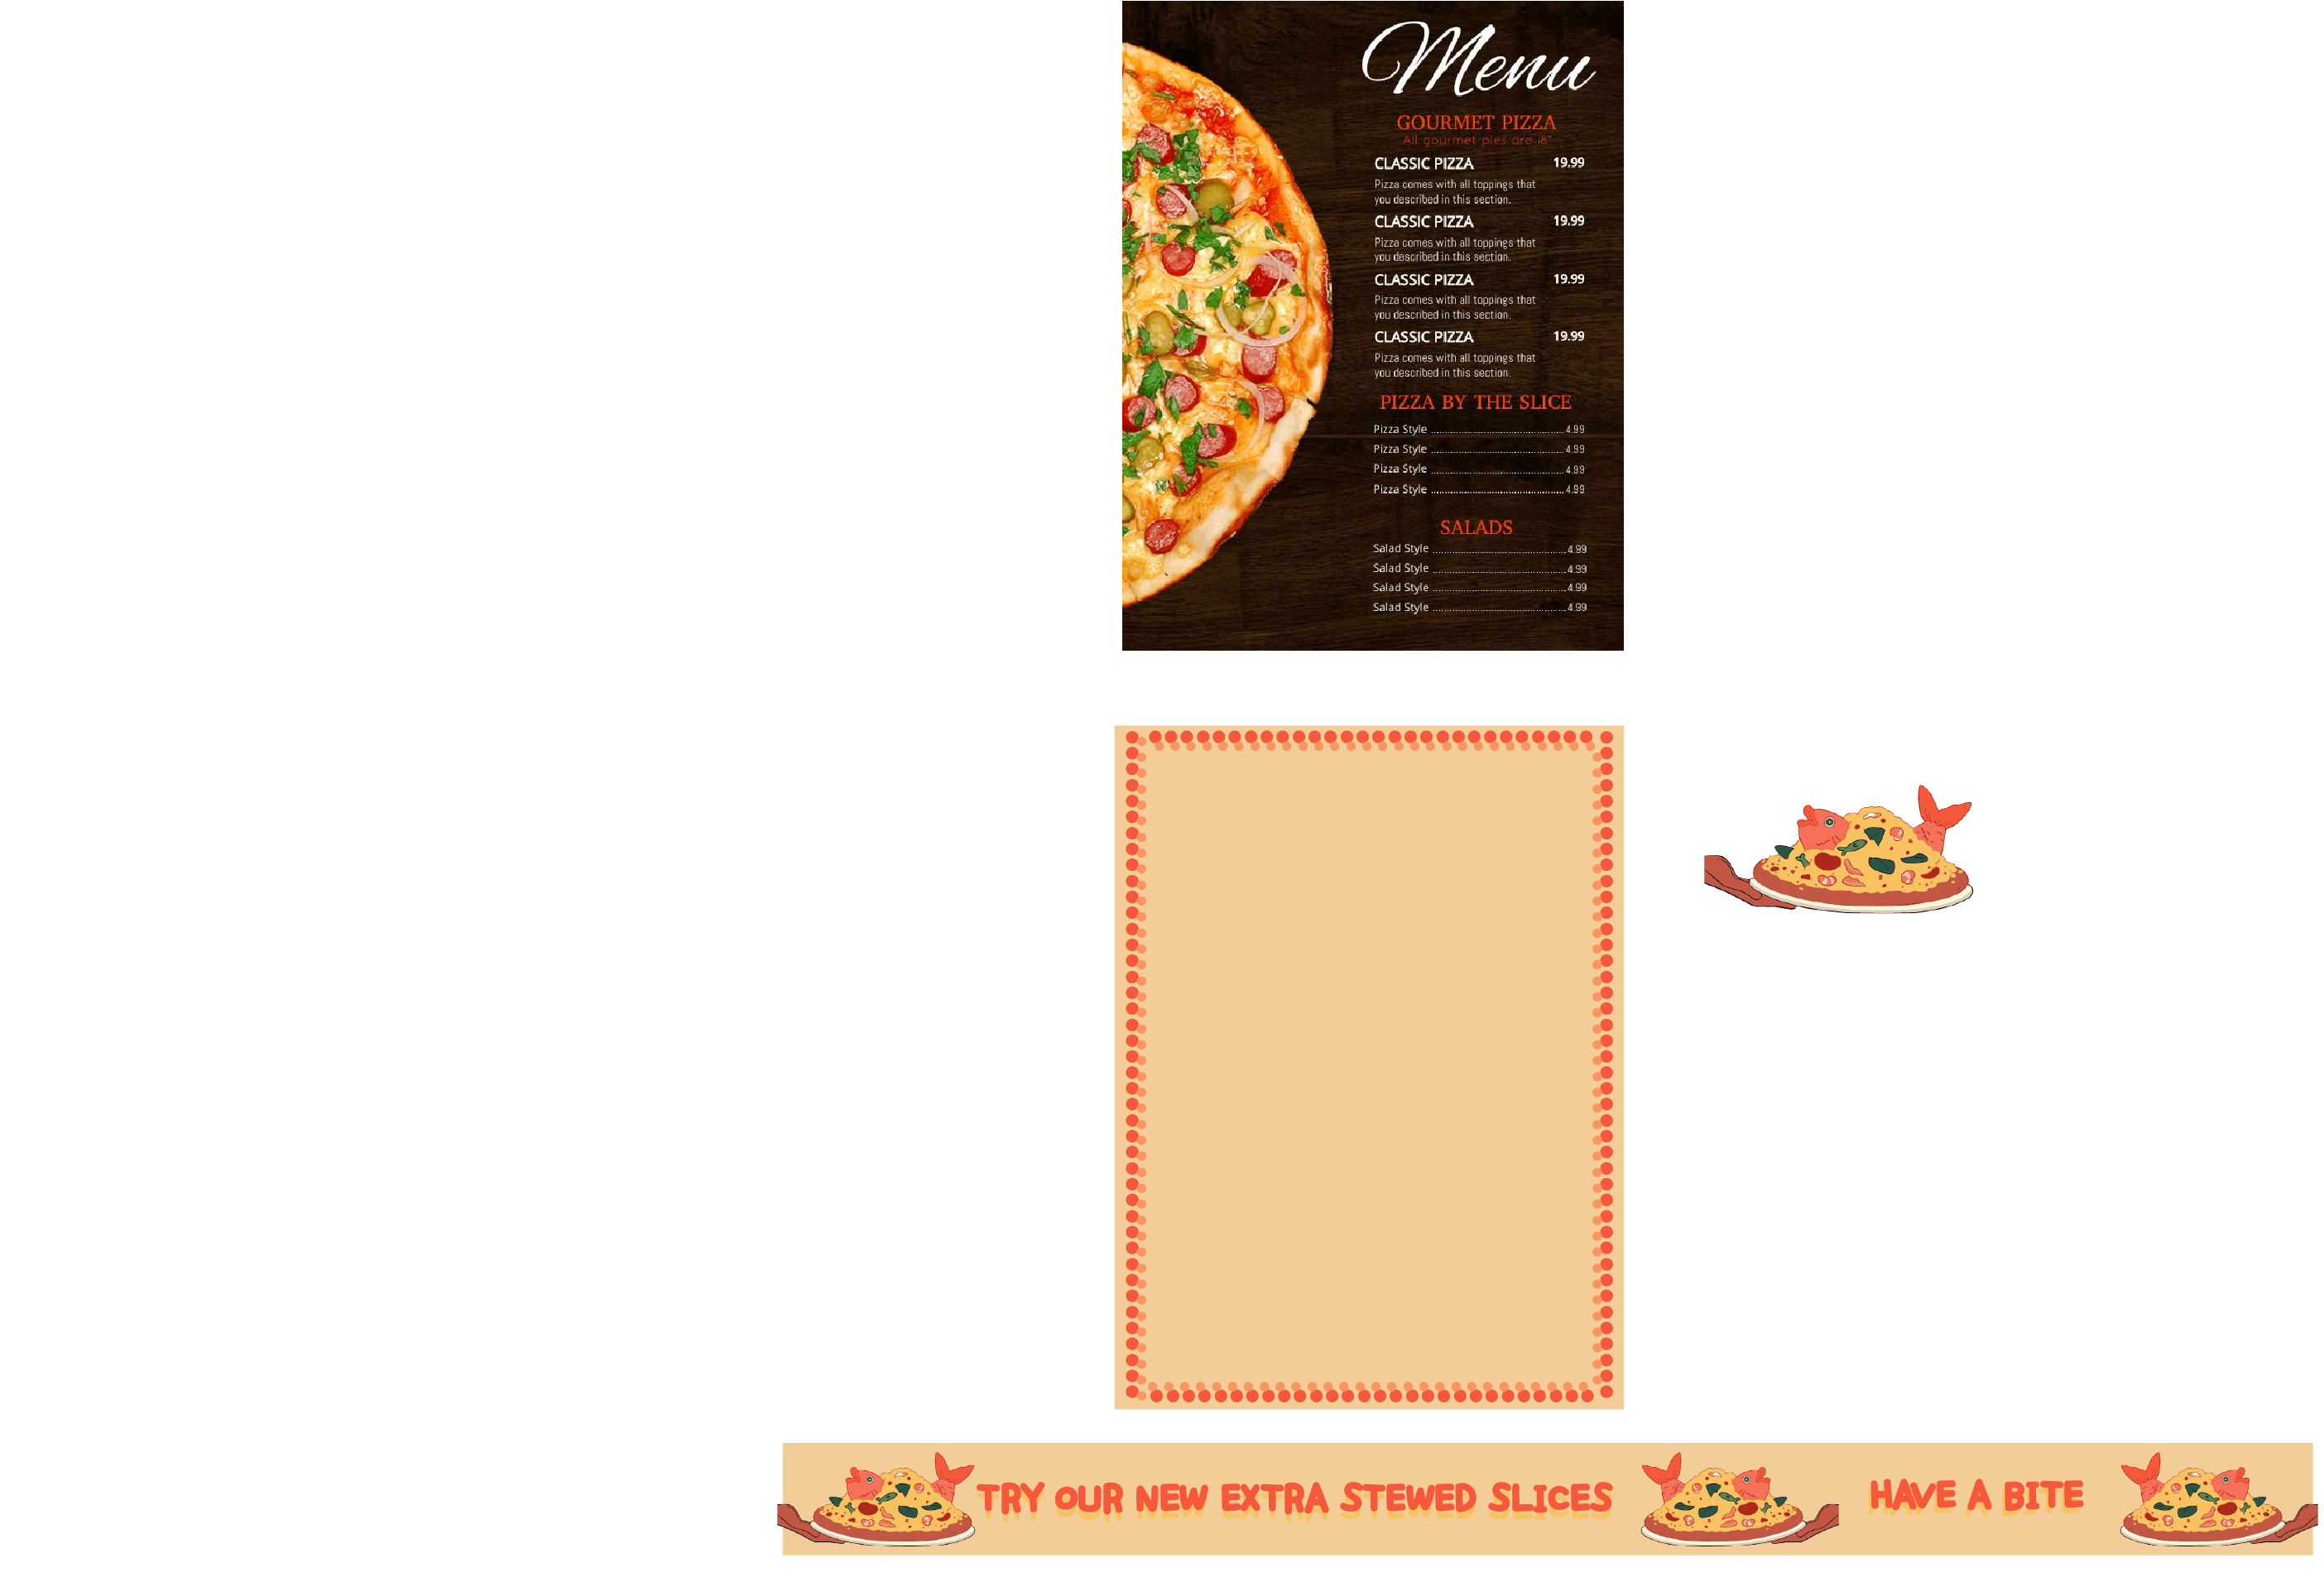 Menu
GOURMET PIZZA
All gourmet pies are 18"
CLASSIC PIZZA 19.99
Pizza comes with all toppings that
you described in this section.
CLASSIC PIZZA 19.99
Pizza comes with all toppings that
you described in this section.
CLASSIC PIZZA 19.99
Pizza comes with all toppings that
you described in this section.
CLASSIC PIZZA 19.99
Pizza comes with all toppings that
you described in this section.
PIZZA BY THE SLICE
Pizza Style 4.99
Pizza Style 4.99
Pizza Style 4.99
Pizza Style 4.99
SALADS
Salad Style 4.99
Salad Style 4.99
Salad Style 4.99
Salad Style 4.99
TRY OUR NEW EXTRA STEWED SLICES HAVE A BITE